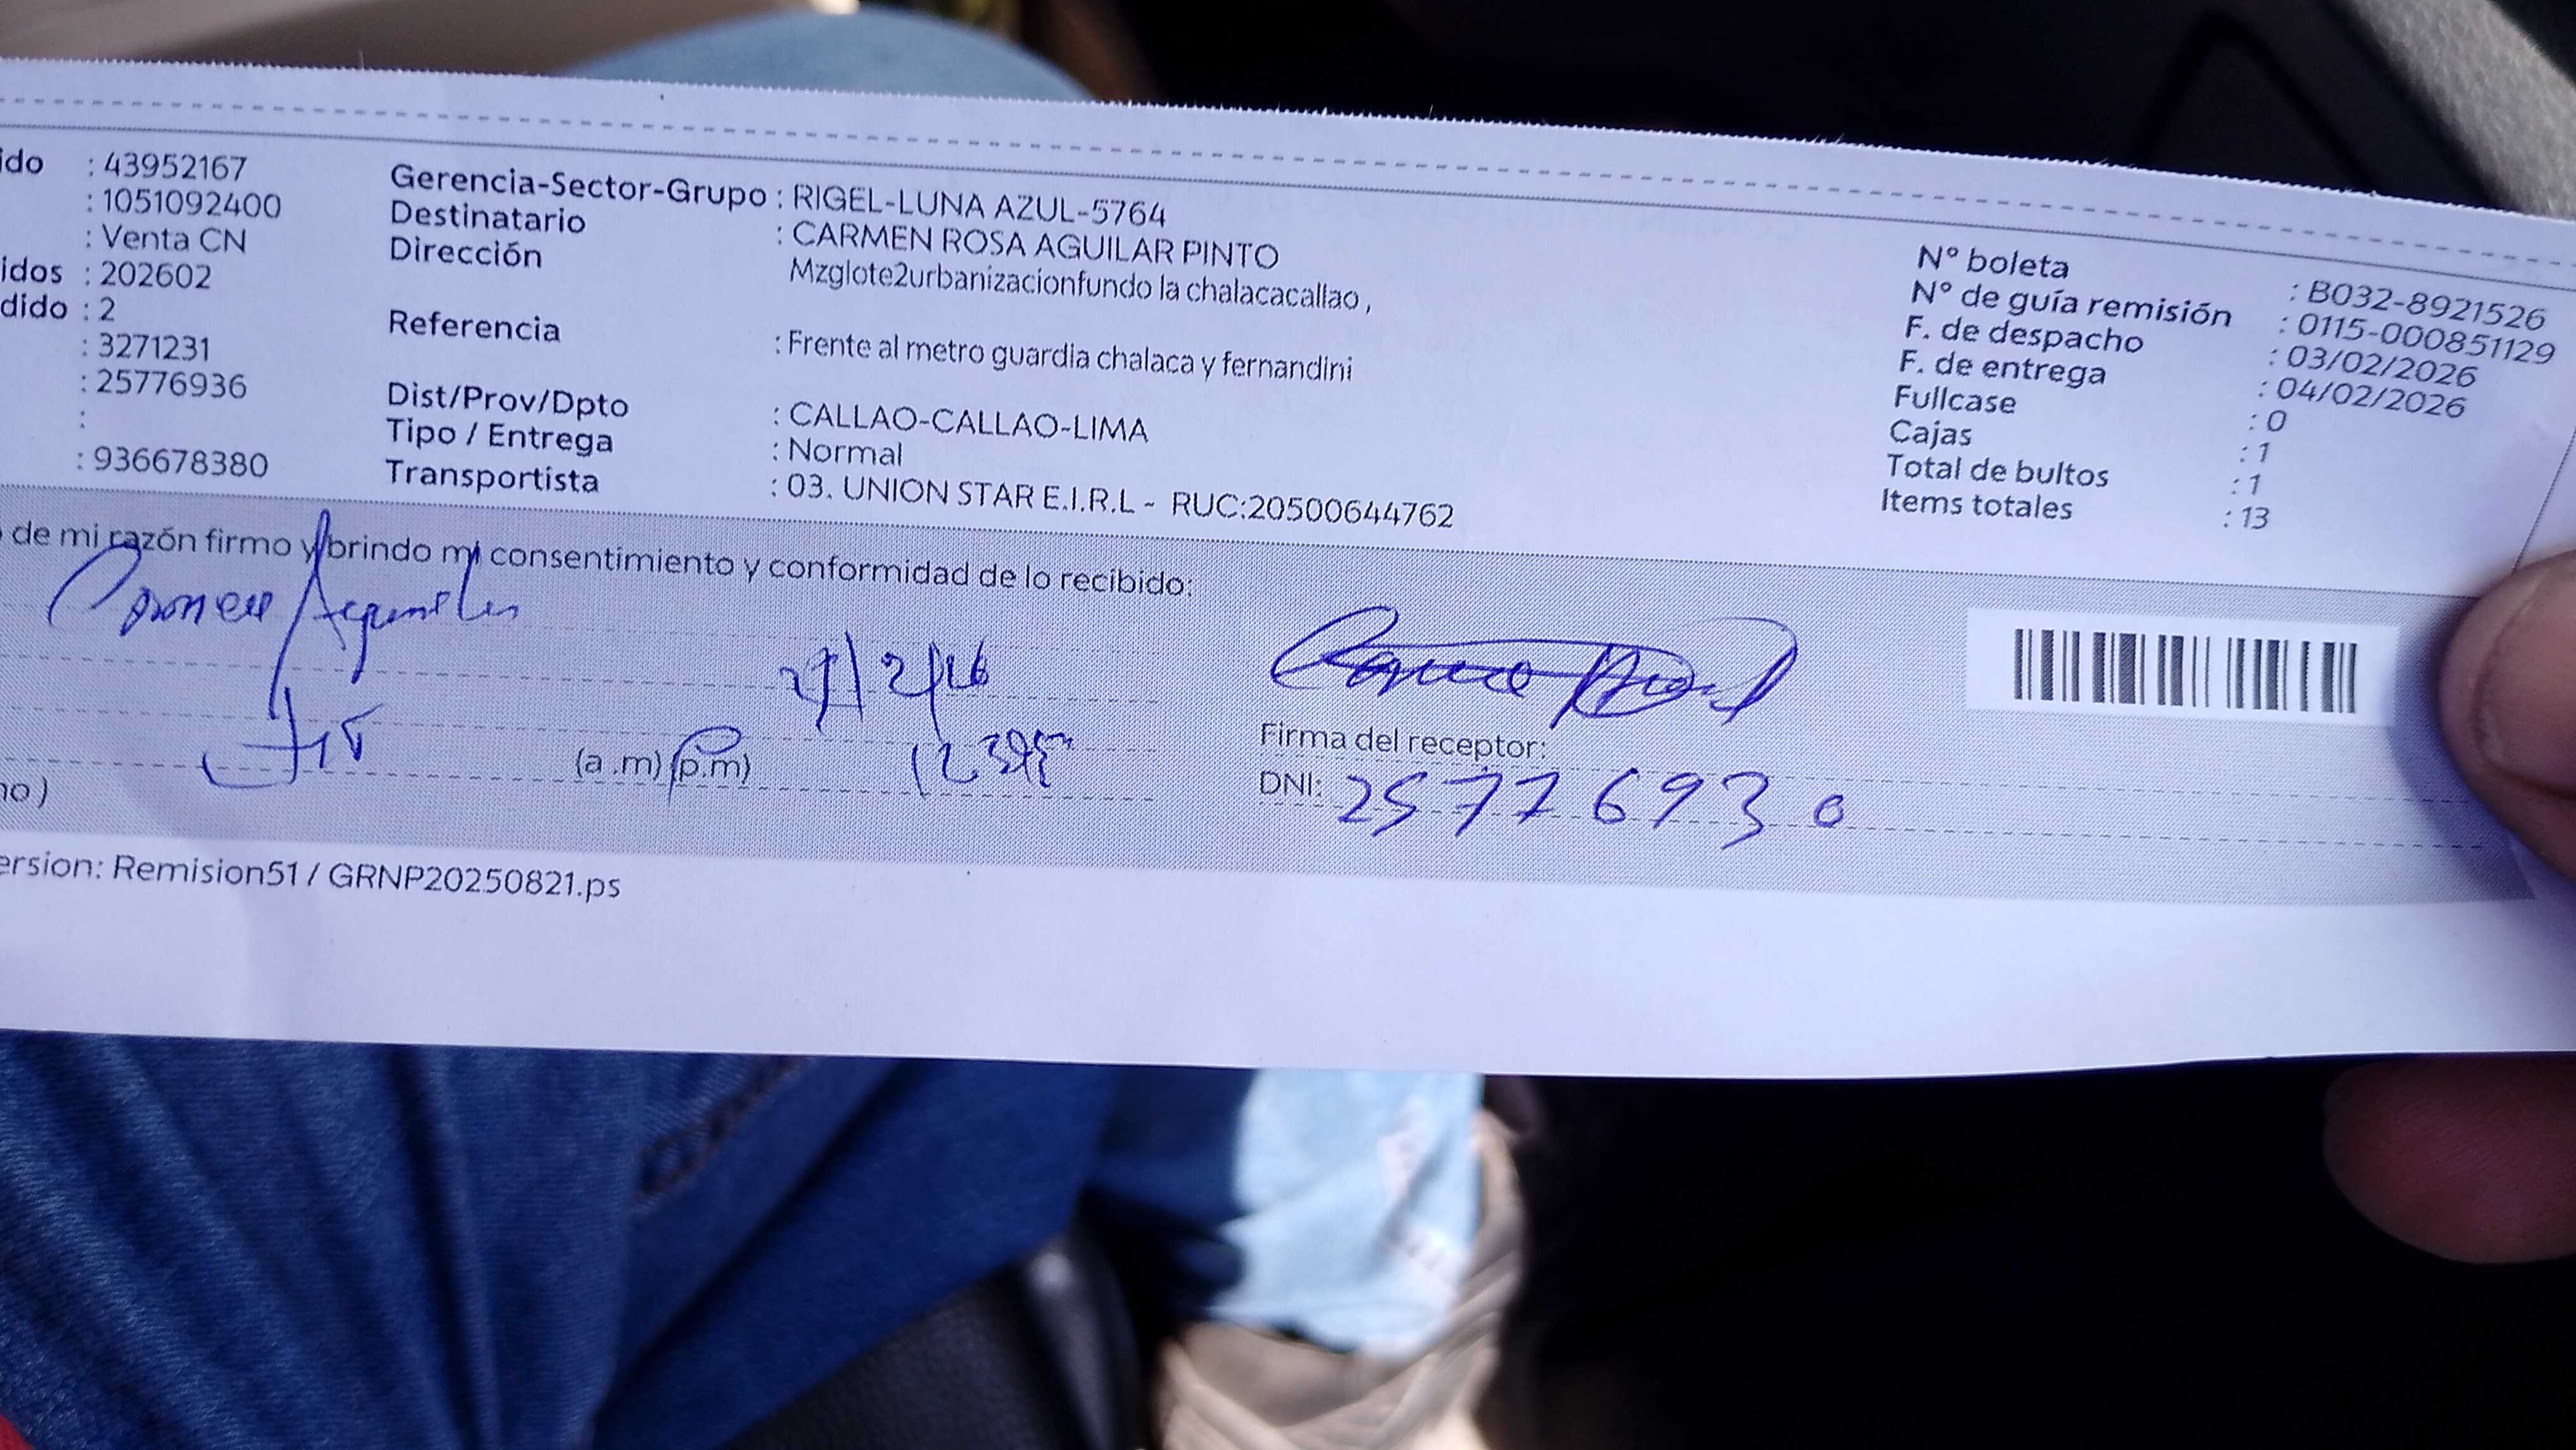 ido : 43952167
: 1051092400
: Venta CN
idos : 202602
dido : 2
: 3271231
: 25776936
:
: 936678380
Gerencia-Sector-Grupo : RIGEL-LUNA AZUL-5764
Destinatario : CARMEN ROSA AGUILAR PINTO
Dirección Mzglote2urbanizacionfundo la chalacacallao ,
Referencia : Frente al metro guardia chalaca y fernandini
Dist/Prov/Dpto : CALLAO-CALLAO-LIMA
Tipo / Entrega : Normal
Transportista : 03. UNION STAR E.I.R.L - RUC:20500644762
N° boleta : B032-8921526
N° de guía remisión : 0115-000851129
F. de despacho : 03/02/2026
F. de entrega : 04/02/2026
Fullcase : 0
Cajas : 1
Total de bultos : 1
Items totales : 13
de mi razón firmo y brindo mi consentimiento y conformidad de lo recibido:
(a .m) (p.m)
Firma del receptor:
DNI: 2577693
no )
ersion: Remision51 / GRNP20250821.ps